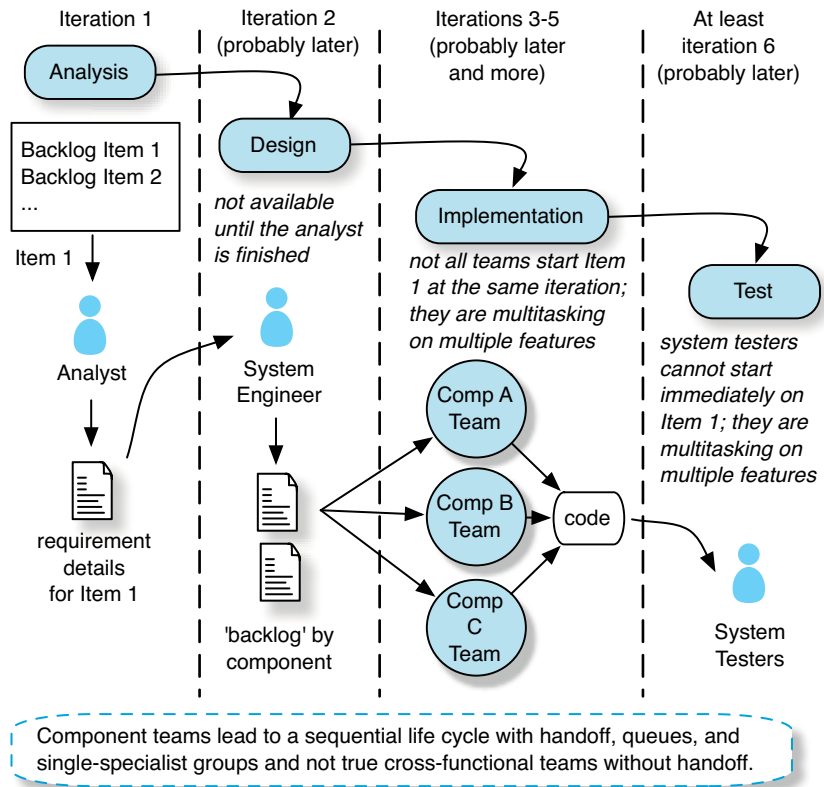 Iteration 1
Iteration 2
(probably later)
Iterations 3-5
(probably later
and more)
At least
iteration 6
(probably later)
Analysis
Design
Implementation
Test
Backlog Item 1
Backlog Item 2
...
Item 1
Analyst
requirement
details
for Item 1
not available
until the analyst
is finished
System
Engineer
'backlog' by
component
not all teams start Item
1 at the same iteration;
they are multitasking
on multiple features
Comp A
Team
Comp B
Team
Comp
C
Team
code
system testers
cannot start
immediately on
Item 1; they are
multitasking on
multiple features
System
Testers
Component teams lead to a sequential life cycle with handoff, queues, and
single-specialist groups and not true cross-functional teams without handoff.